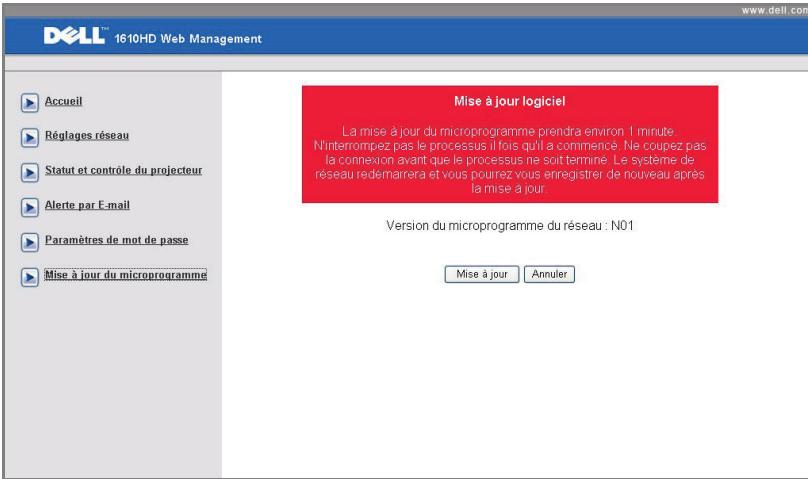 www.dell.com
DELL™ 1610HD Web Management
Accueil
Réglages réseau
Statut et contrôle du projecteur
Alerte par E-mail
Paramètres de mot de passe
Mise à jour du microprogramme
Mise à jour logiciel
La mise à jour du microprogramme prendra environ 1 minute.
N'interrompez pas le processus il fois qu'il a commencé. Ne coupez pas
la connexion avant que le processus ne soit terminé. Le système de
réseau redémarrera et vous pourrez vous enregistrer de nouveau après
la mise à jour.
Version du microprogramme du réseau : N01
Mise à jour Annuler